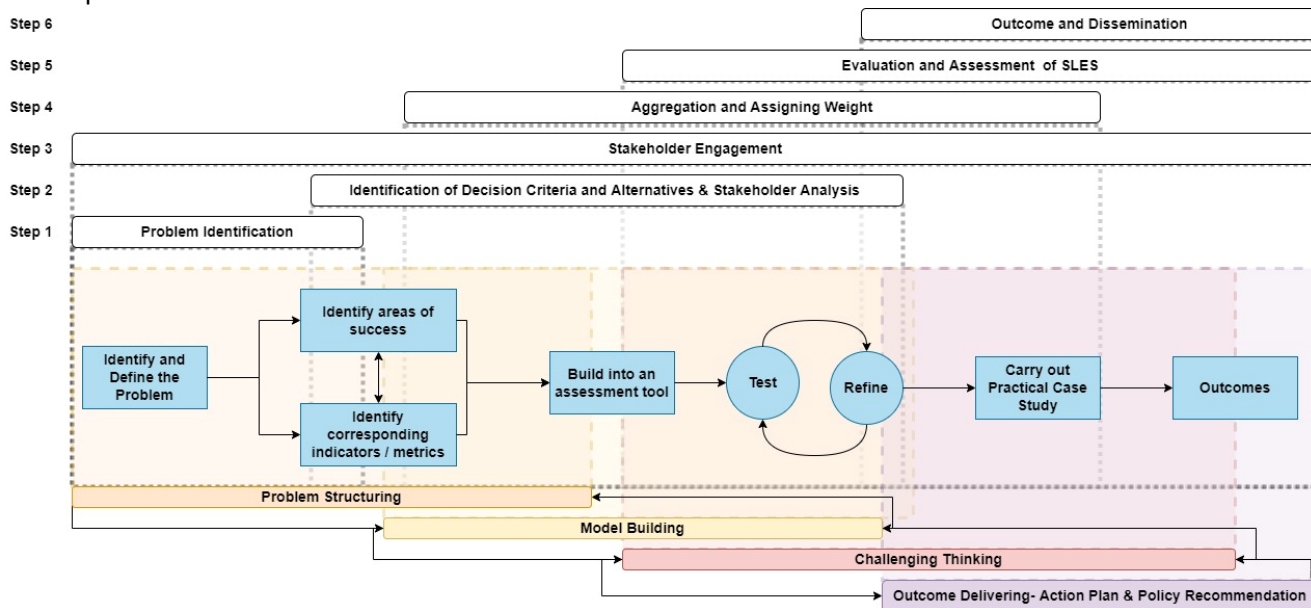 Step 6
Outcome and Dissemination
Step 5
Evaluation and Assessment of SLES
Step 4
Aggregation and Assigning Weight
Step 3
Stakeholder Engagement
Step 2
Identification of Decision Criteria and Alternatives & Stakeholder Analysis
Step 1
Problem Identification
Identify and
Define the
Problem
Identify areas of
success
Identify
corresponding
indicators / metrics
Build into an
assessment tool
Test
Refine
Carry out
Practical Case
Study
Outcomes
Problem Structuring
Model Building
Challenging Thinking
Outcome Delivering- Action Plan & Policy Recommendation